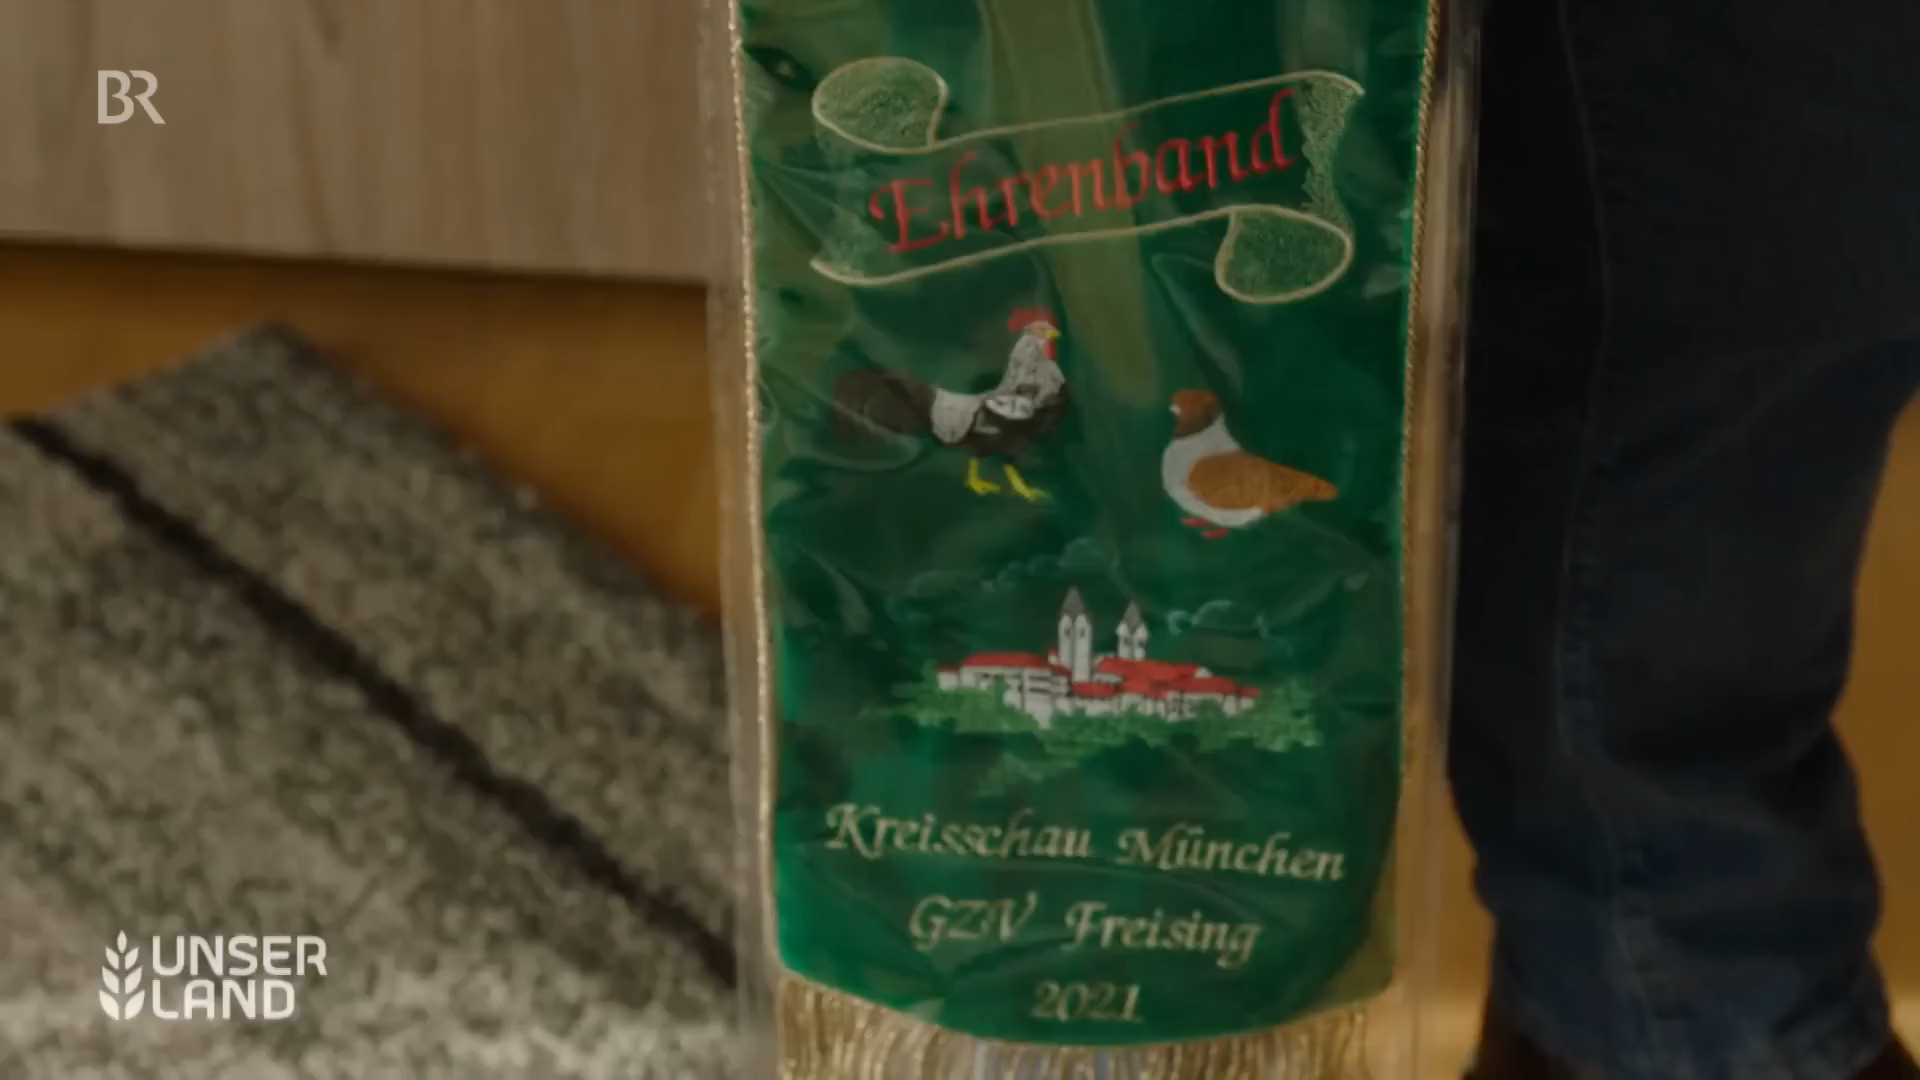 BR
Ehrenband
Kreisschau München
GZV Freising
2021
UNSER
LAND